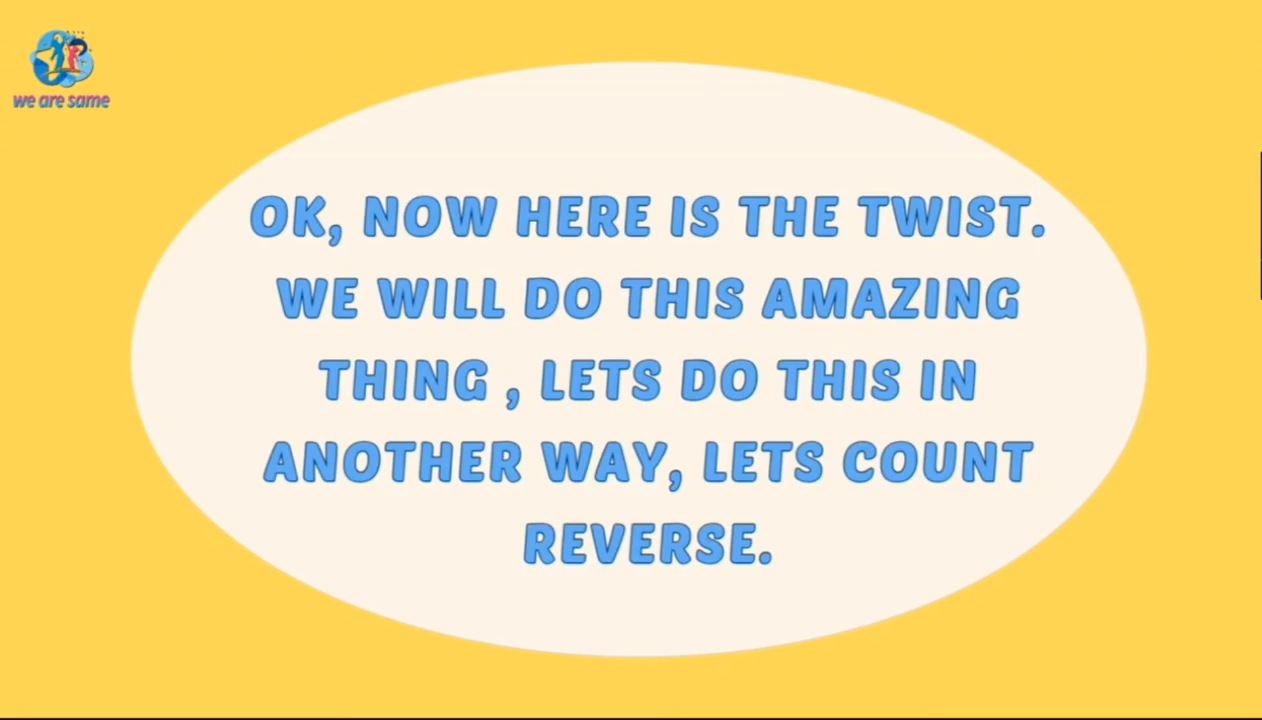 we are same
OK, NOW HERE IS THE TWIST.
WE WILL DO THIS AMAZING
THING , LETS DO THIS IN
ANOTHER WAY, LETS COUNT
REVERSE.